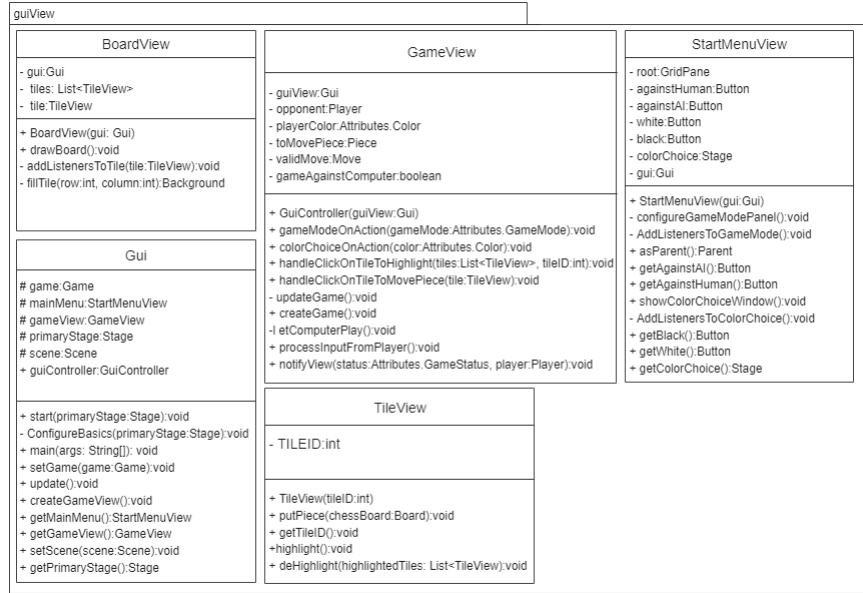 guiView
BoardView
- gui:Gui
- tiles: List<TileView>
- tile:TileView
+ BoardView(gui: Gui)
+ drawBoard():void
- addListenersToTile(tile:TileView):void
- fillTile(row:int, column:int):Background
GameView
- guiView:Gui
- opponent:Player
- playerColor:Attributes.Color
- toMovePiece:Piece
- validMove:Move
- gameAgainstComputer:boolean
+ GuiController(guiView:Gui)
+ gameModeOnAction(gameMode:Attributes.GameMode):void
+ colorChoiceOnAction(color:Attributes.Color):void
+ handleClickOnTileToHighlight(tiles:List<TileView>, tileID:int):void
+ handleClickOnTileToMovePiece(tile:TileView):void
- updateGame():void
+ createGame():void
-l etComputerPlay():void
+ processInputFromPlayer():void
+ notifyView(status:Attributes.GameStatus, player:Player):void
StartMenuView
- root:GridPane
- againstHuman:Button
- againstAI:Button
- white:Button
- black:Button
- colorChoice:Stage
- gui:Gui
+ StartMenuView(gui:Gui)
- configureGameModePanel():void
- AddListenersToGameMode():void
+ asParent():Parent
+ getAgainstAI():Button
+ getAgainstHuman():Button
+ showColorChoiceWindow():void
- AddListenersToColorChoice():void
+ getBlack():Button
+ getWhite():Button
+ getColorChoice():Stage
Gui
# game:Game
# mainMenu:StartMenuView
# gameView:GameView
# primaryStage:Stage
# scene:Scene
+ guiController:GuiController
+ start(primaryStage:Stage):void
- ConfigureBasics(primaryStage:Stage):void
+ main(args: String[]): void
+ setGame(game:Game):void
+ update():void
+ createGameView():void
+ getMainMenu():StartMenuView
+ getGameView():GameView
+ setScene(scene:Scene):void
+ getPrimaryStage():Stage
TileView
- TILEID:int
+ TileView(tileID:int)
+ putPiece(chessBoard:Board):void
+ getTileID():void
+highlight():void
+ deHighlight(highlightedTiles: List<TileView):void